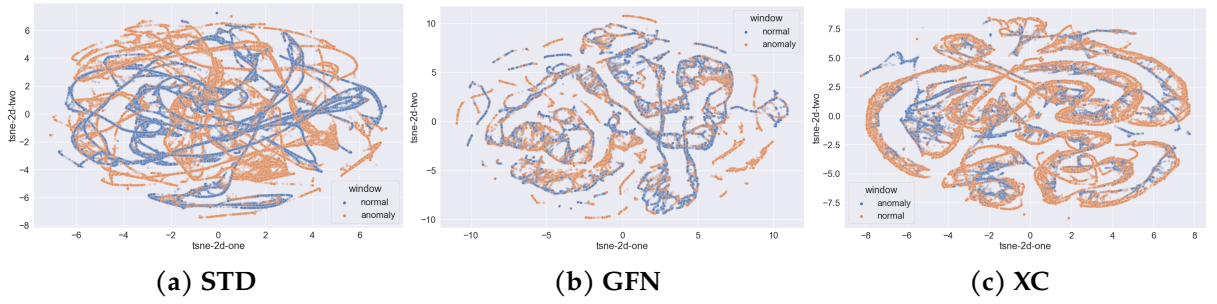 6
4
2
0
−2
−4
−6
−8
tsne-2d-two
−6
−4
−2
0
2
4
6
tsne-2d-one
window
normal
anomaly
(a) STD
10
5
0
−5
−10
tsne-2d-two
−10
−5
0
5
10
tsne-2d-one
window
normal
anomaly
(b) GFN
7.5
5.0
2.5
0.0
−2.5
−5.0
−7.5
tsne-2d-two
−8
−6
−4
−2
0
2
4
6
8
tsne-2d-one
window
anomaly
normal
(c) XC